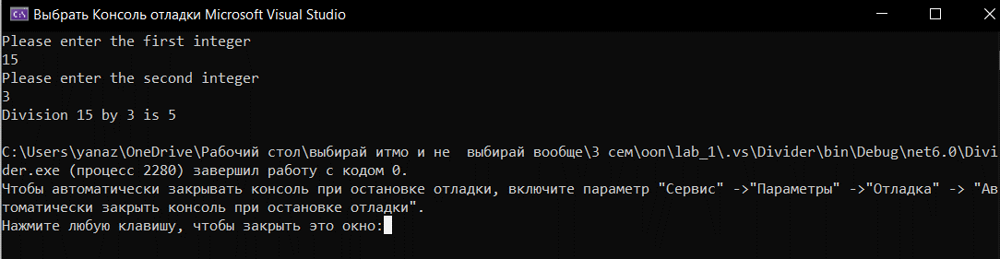 Выбрать Консоль отладки Microsoft Visual Studio
Please enter the first integer
15
Please enter the second integer
3
Division 15 by 3 is 5
C:\Users\yanaz\OneDrive\Рабочий стол\выбирай итмо и не  выбирай вообще\3 сем\ооп\lab_1\.vs\Divider\bin\Debug\net6.0\Divi
der.exe (процесс 2280) завершил работу с кодом 0.
Чтобы автоматически закрывать консоль при остановке отладки, включите параметр "Сервис" ->"Параметры" ->"Отладка" -> "Ав
томатически закрыть консоль при остановке отладки".
Нажмите любую клавишу, чтобы закрыть это окно: